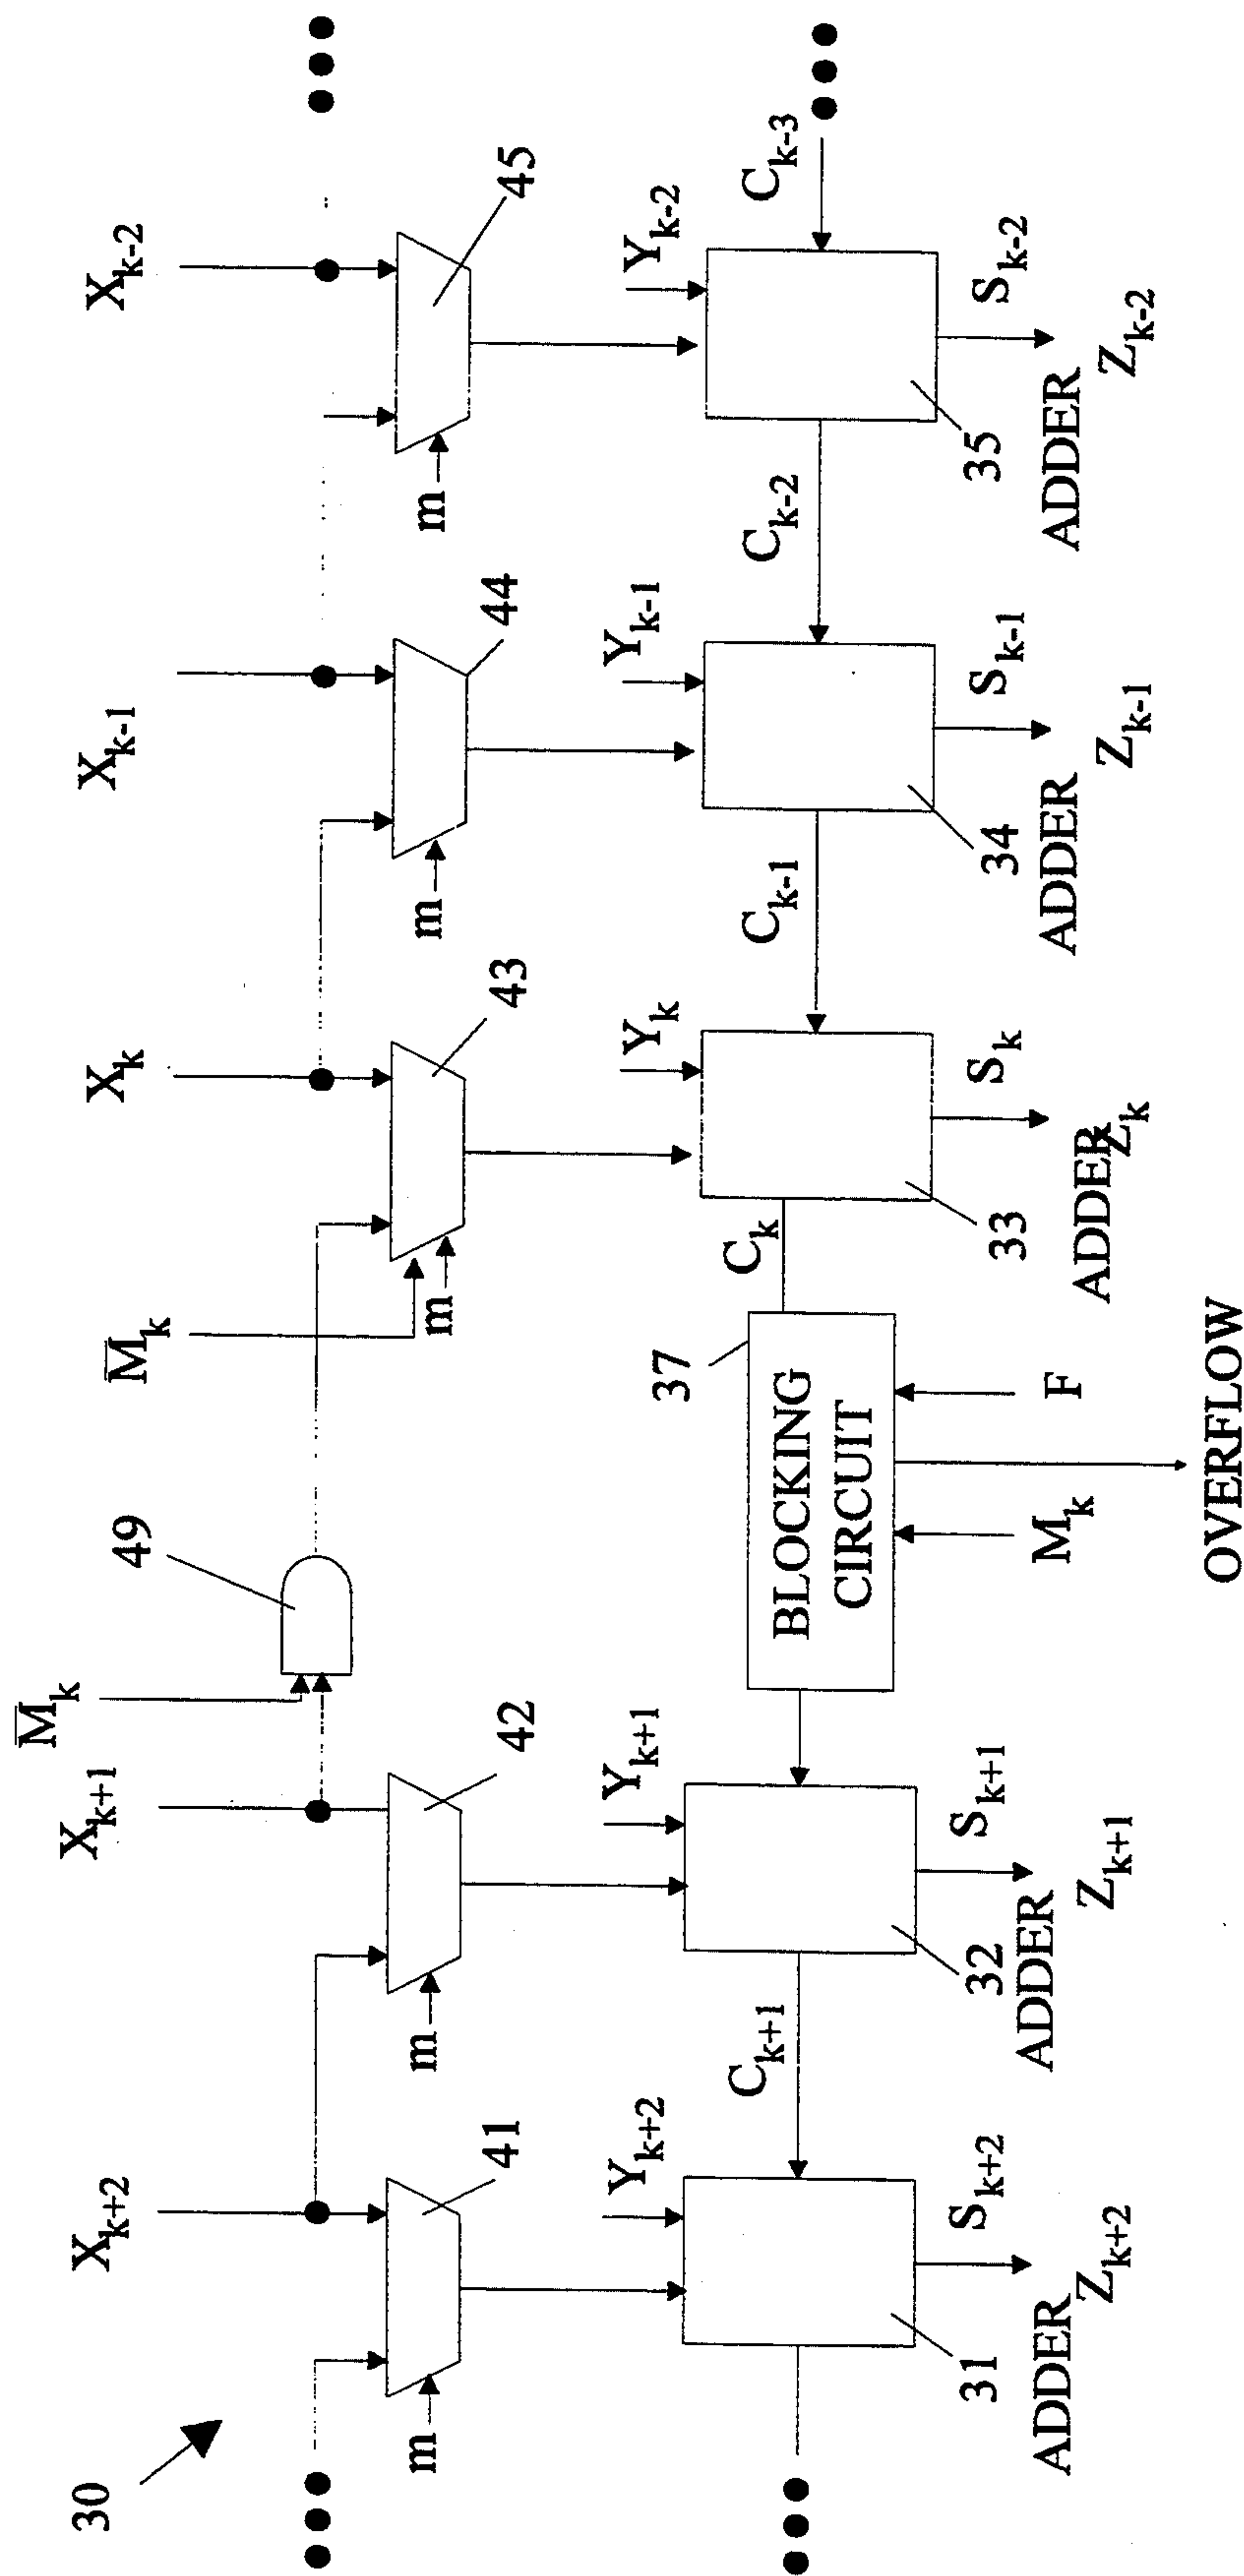 30
X_{k+2}
X_{k+1}
M̅_k
49
M̅_k
X_k
X_{k-1}
X_{k-2}
m
41
m
42
m
43
m
44
m
45
Y_{k+2}
Y_{k+1}
Y_k
Y_{k-1}
Y_{k-2}
C_{k+1}
37
C_k
C_{k-1}
C_{k-2}
C_{k-3}
BLOCKING
CIRCUIT
31
S_{k+2}
32
S_{k+1}
M_k
F
33
S_k
34
S_{k-1}
35
S_{k-2}
ADDER
Z_{k+2}
ADDER
Z_{k+1}
ADDER
Z_k
ADDER
Z_{k-1}
ADDER
Z_{k-2}
OVERFLOW